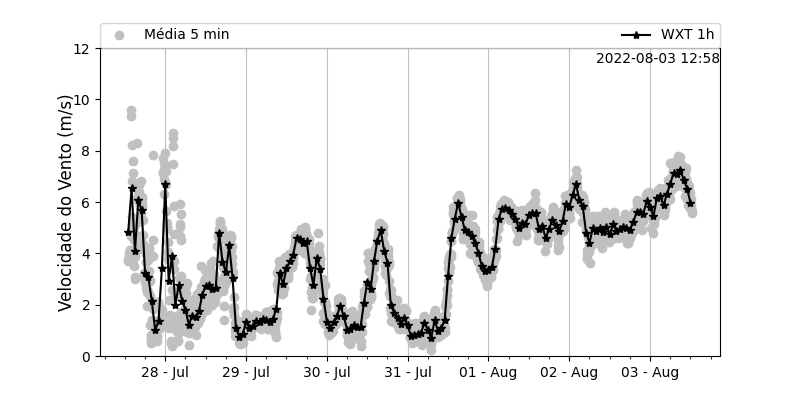 Média 5 min
WXT 1h
2022-08-03 12:58
Velocidade do Vento (m/s)
12
10
8
6
4
2
0
28 - Jul
29 - Jul
30 - Jul
31 - Jul
01 - Aug
02 - Aug
03 - Aug